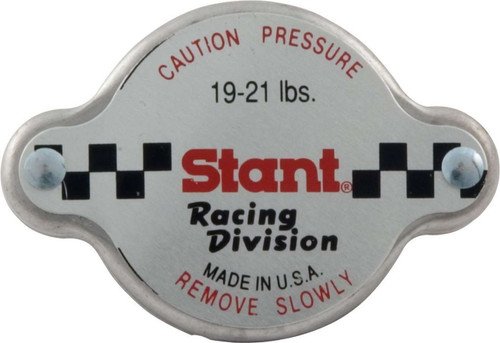 CAUTION PRESSURE
19-21 lbs.
Stant®
Racing
Division
MADE IN U.S.A.
REMOVE SLOWLY